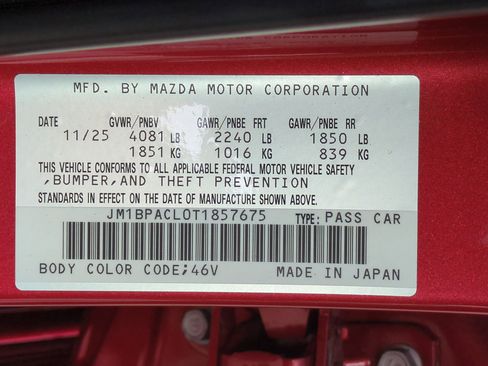 MFD. BY MAZDA MOTOR CORPORATION
DATE GVWR/PNBV GAWR/PNBE FRT GAWR/PNBE RR
11/25 4081 LB 2240 LB 1850 LB
1851 KG 1016 KG 839 KG
THIS VEHICLE CONFORMS TO ALL APPLICABLE FEDERAL MOTOR VEHICLE SAFETY
,BUMPER,AND THEFT PREVENTION
STANDARDS IN EFFECT ON THE DATE OF MANUFACTURE SHOWN ABOVE.
JM1BPACL0T1857675 TYPE: PASS CAR
BODY COLOR CODE;46V MADE IN JAPAN